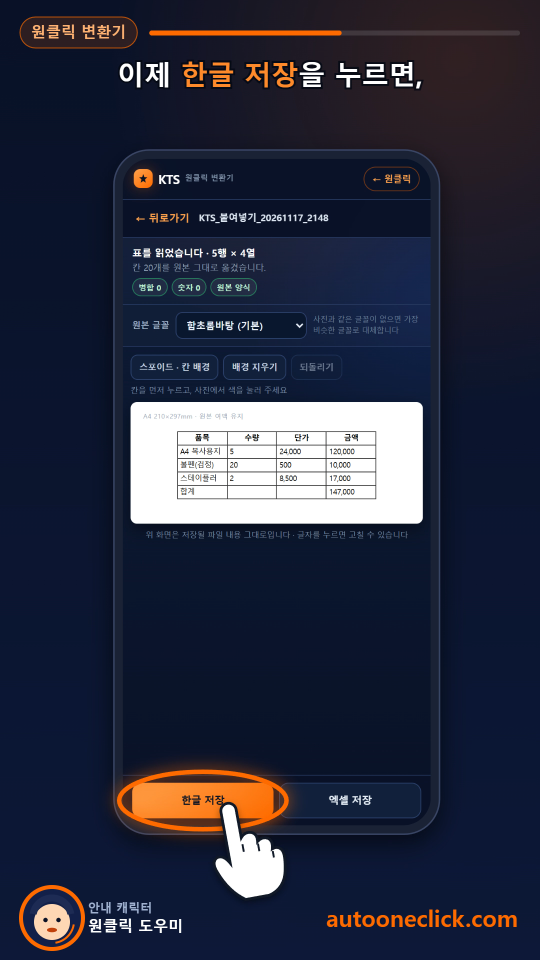 원클릭 변환기
이제 한글 저장을 누르면,
KTS 원클릭 변환기
← 원클릭
← 뒤로가기 KTS_붙여넣기_20261117_2148
표를 읽었습니다 · 5행 × 4열
칸 20개를 원본 그대로 옮겼습니다.
병합 0 숫자 0 원본 양식
원본 글꼴 함초롬바탕 (기본)
사진과 같은 글꼴이 없으면 가장
비슷한 글꼴로 대체합니다
스포이드 · 칸 배경 배경 지우기 되돌리기
칸을 먼저 누르고, 사진에서 색을 눌러 주세요
A4 210×297mm · 원본 여백 유지
품목 수량 단가 금액
A4 복사용지 5 24,000 120,000
볼펜(검정) 20 500 10,000
스테이플러 2 8,500 17,000
합계 147,000
위 화면은 저장될 파일 내용 그대로입니다 · 글자를 누르면 고칠 수 있습니다
한글 저장 엑셀 저장
안내 캐릭터
원클릭 도우미
autooneclick.com